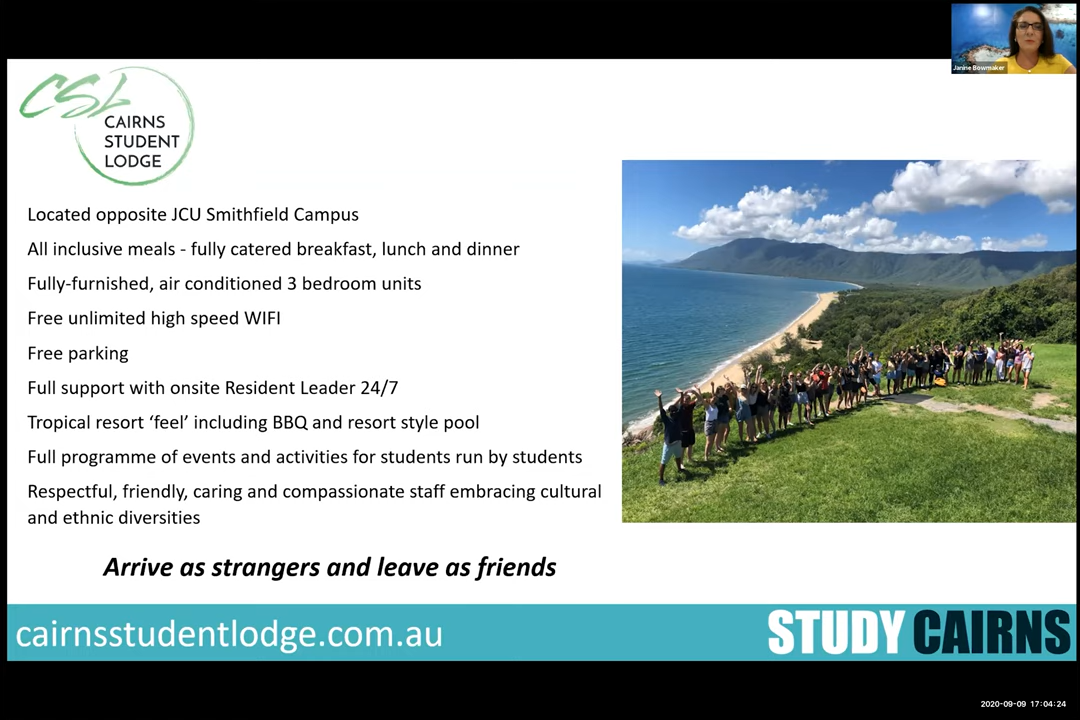 Janine Bowmaker
CSL
CAIRNS
STUDENT
LODGE
Located opposite JCU Smithfield Campus
All inclusive meals - fully catered breakfast, lunch and dinner
Fully-furnished, air conditioned 3 bedroom units
Free unlimited high speed WIFI
Free parking
Full support with onsite Resident Leader 24/7
Tropical resort ‘feel’ including BBQ and resort style pool
Full programme of events and activities for students run by students
Respectful, friendly, caring and compassionate staff embracing cultural
and ethnic diversities
Arrive as strangers and leave as friends
cairnsstudentlodge.com.au
STUDY CAIRNS
2020-09-09 17:04:24